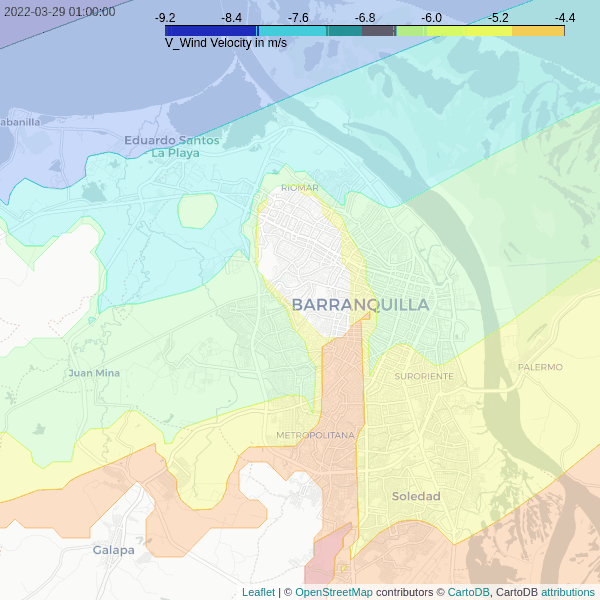 2022-03-29 01:00:00
-9.2 -8.4 -7.6 -6.8 -6.0 -5.2 -4.4
V_Wind Velocity in m/s
abanilla
Eduardo Santos
La Playa
RIOMAR
BARRANQUILLA
Juan Mina
PALERMO
SURORIENTE
METROPOLITANA
Soledad
Galapa
Leaflet | © OpenStreetMap contributors © CartoDB, CartoDB attributions